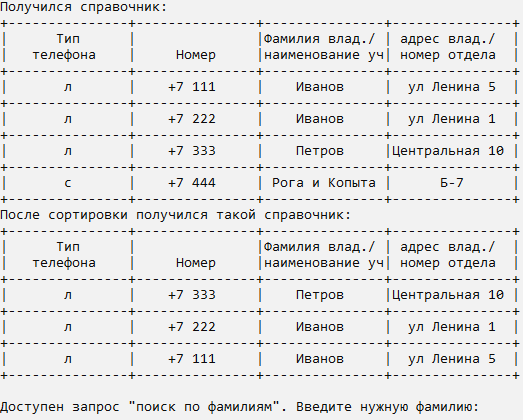 Получился справочник:
+---------------+---------------+---------------+---------------+
|      Тип      |               |Фамилия влад./ | адрес влад./  |
|   телефона    |     Номер     |наименование уч| номер отдела  |
+---------------+---------------+---------------+---------------+
|       л       |    +7 111     |    Иванов     |  ул Ленина 5  |
+---------------+---------------+---------------+---------------+
|       л       |    +7 222     |    Иванов     |  ул Ленина 1  |
+---------------+---------------+---------------+---------------+
|       л       |    +7 333     |    Петров     |Центральная 10 |
+---------------+---------------+---------------+---------------+
|       с       |    +7 444     | Рога и Копыта |      Б-7      |
+---------------+---------------+---------------+---------------+
После сортировки получился такой справочник:
+---------------+---------------+---------------+---------------+
|      Тип      |               |Фамилия влад./ | адрес влад./  |
|   телефона    |     Номер     |наименование уч| номер отдела  |
+---------------+---------------+---------------+---------------+
|       л       |    +7 333     |    Петров     |Центральная 10 |
+---------------+---------------+---------------+---------------+
|       л       |    +7 222     |    Иванов     |  ул Ленина 1  |
+---------------+---------------+---------------+---------------+
|       л       |    +7 111     |    Иванов     |  ул Ленина 5  |
+---------------+---------------+---------------+---------------+
Доступен запрос "поиск по фамилиям". Введите нужную фамилию: